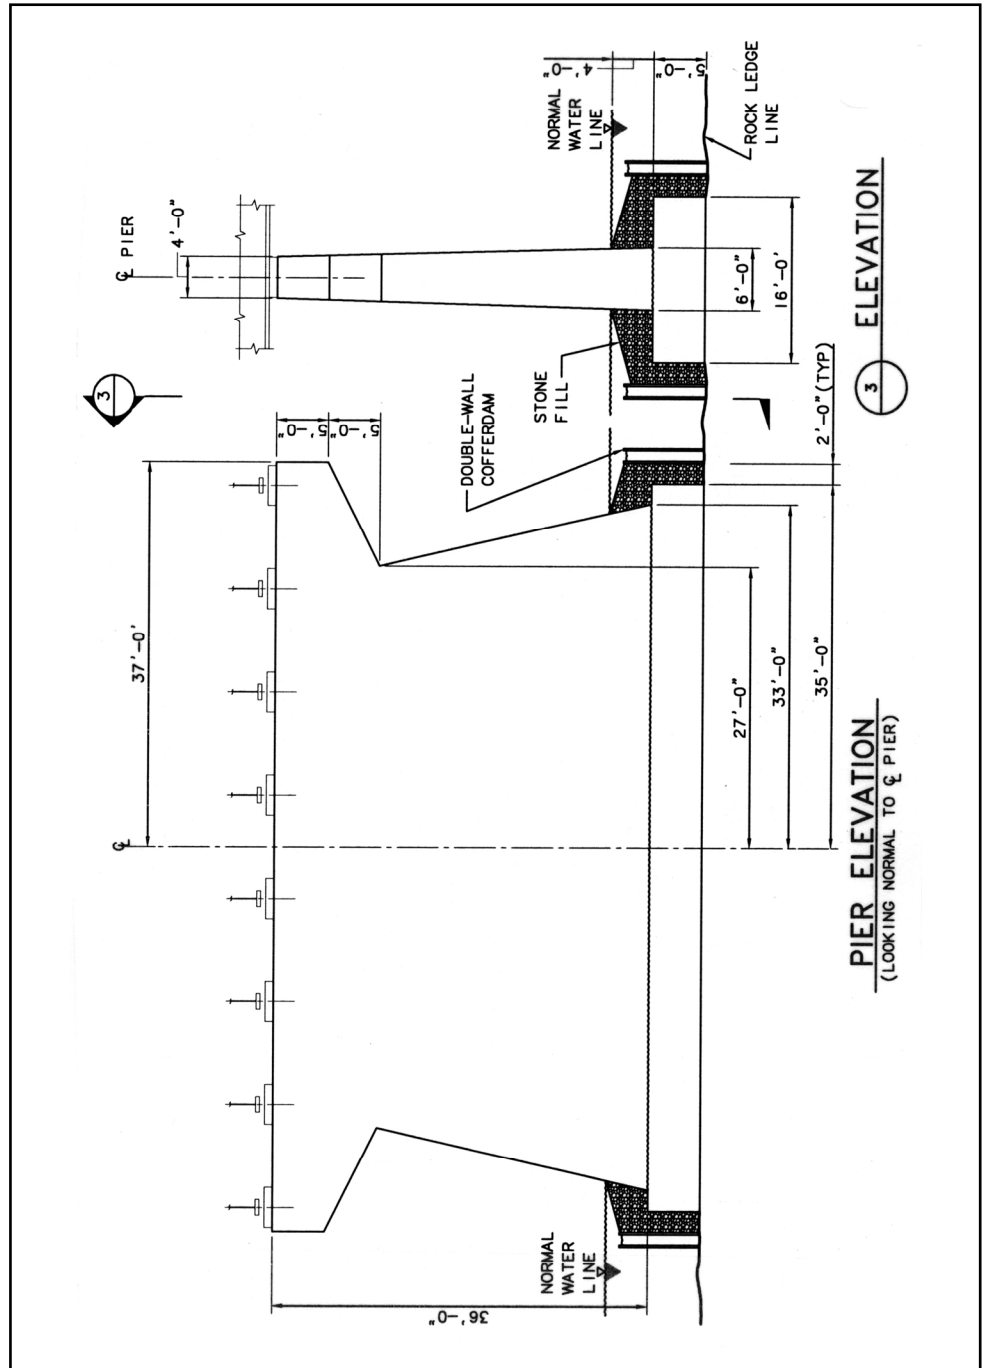 ℄ PIER
4'-0"
3
NORMAL
WATER
LINE
4'-0"
5'-0"
ROCK LEDGE
LINE
6'-0"
16'-0'
STONE
FILL
DOUBLE-WALL
COFFERDAM
2'-0" (TYP)
3 ELEVATION
5'-0"
5'-0"
37'-0'
℄
27'-0"
33'-0"
35'-0"
NORMAL
WATER
LINE
36'-0"
PIER ELEVATION
(LOOKING NORMAL TO ℄ PIER)